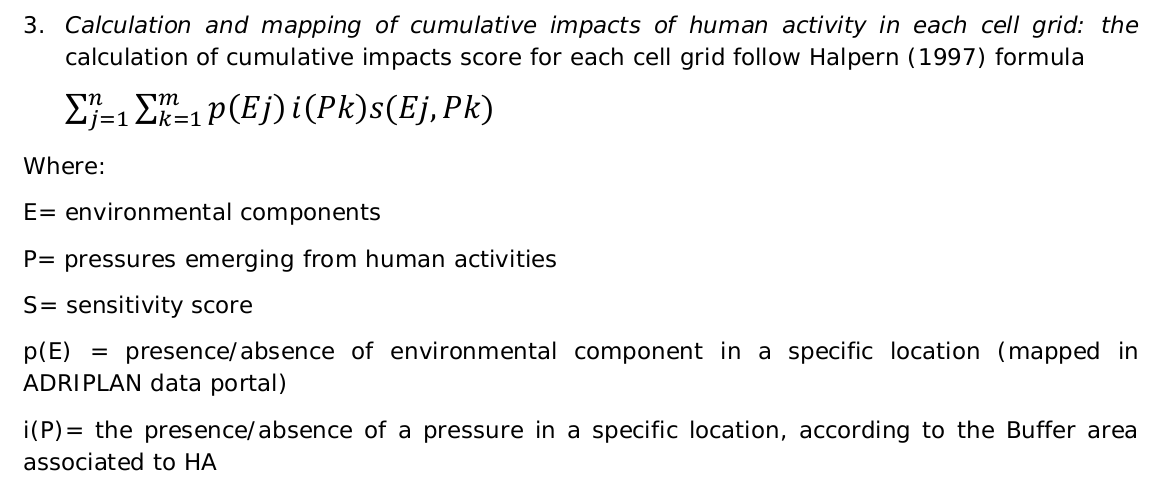 3. Calculation and mapping of cumulative impacts of human activity in each cell grid: the
calculation of cumulative impacts score for each cell grid follow Halpern (1997) formula
∑ⁿⱼ₌₁ ∑ᵐₖ₌₁ p(Ej) i(Pk)s(Ej, Pk)
Where:
E= environmental components
P= pressures emerging from human activities
S= sensitivity score
p(E) = presence/absence of environmental component in a specific location (mapped in
ADRIPLAN data portal)
i(P)= the presence/absence of a pressure in a specific location, according to the Buffer area
associated to HA